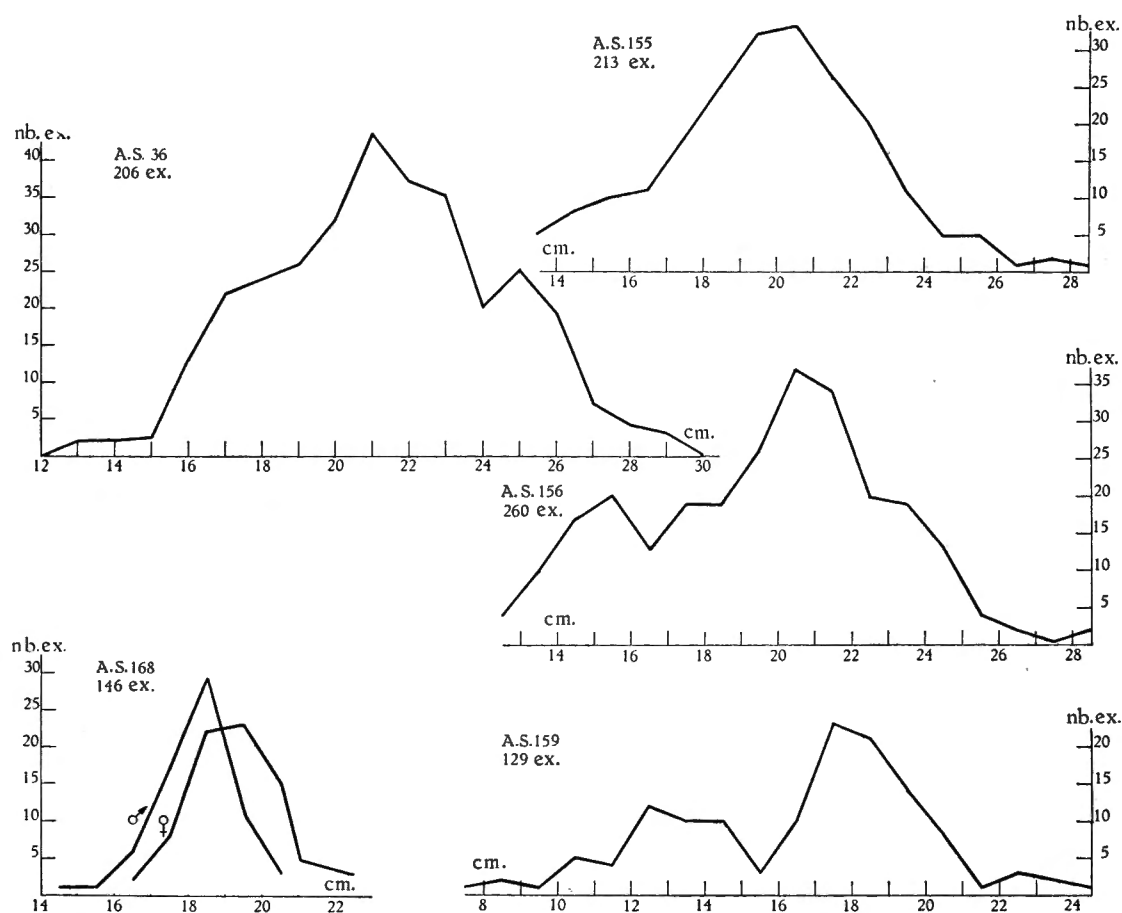 nb. ex.
A.S. 36
206 ex.
40
35
30
25
20
15
10
5
cm.
12 14 16 18 20 22 24 26 28 30
nb. ex.
A.S. 155
213 ex.
30
25
20
15
10
5
cm.
14 16 18 20 22 24 26 28
nb. ex.
A.S. 156
260 ex.
35
30
25
20
15
10
5
cm.
14 16 18 20 22 24 26 28
nb. ex.
A.S. 168
146 ex.
30
25
20
15
10
5
♂ ♀
cm.
14 16 18 20 22
nb. ex.
A.S. 159
129 ex.
20
15
10
5
cm.
8 10 12 14 16 18 20 22 24